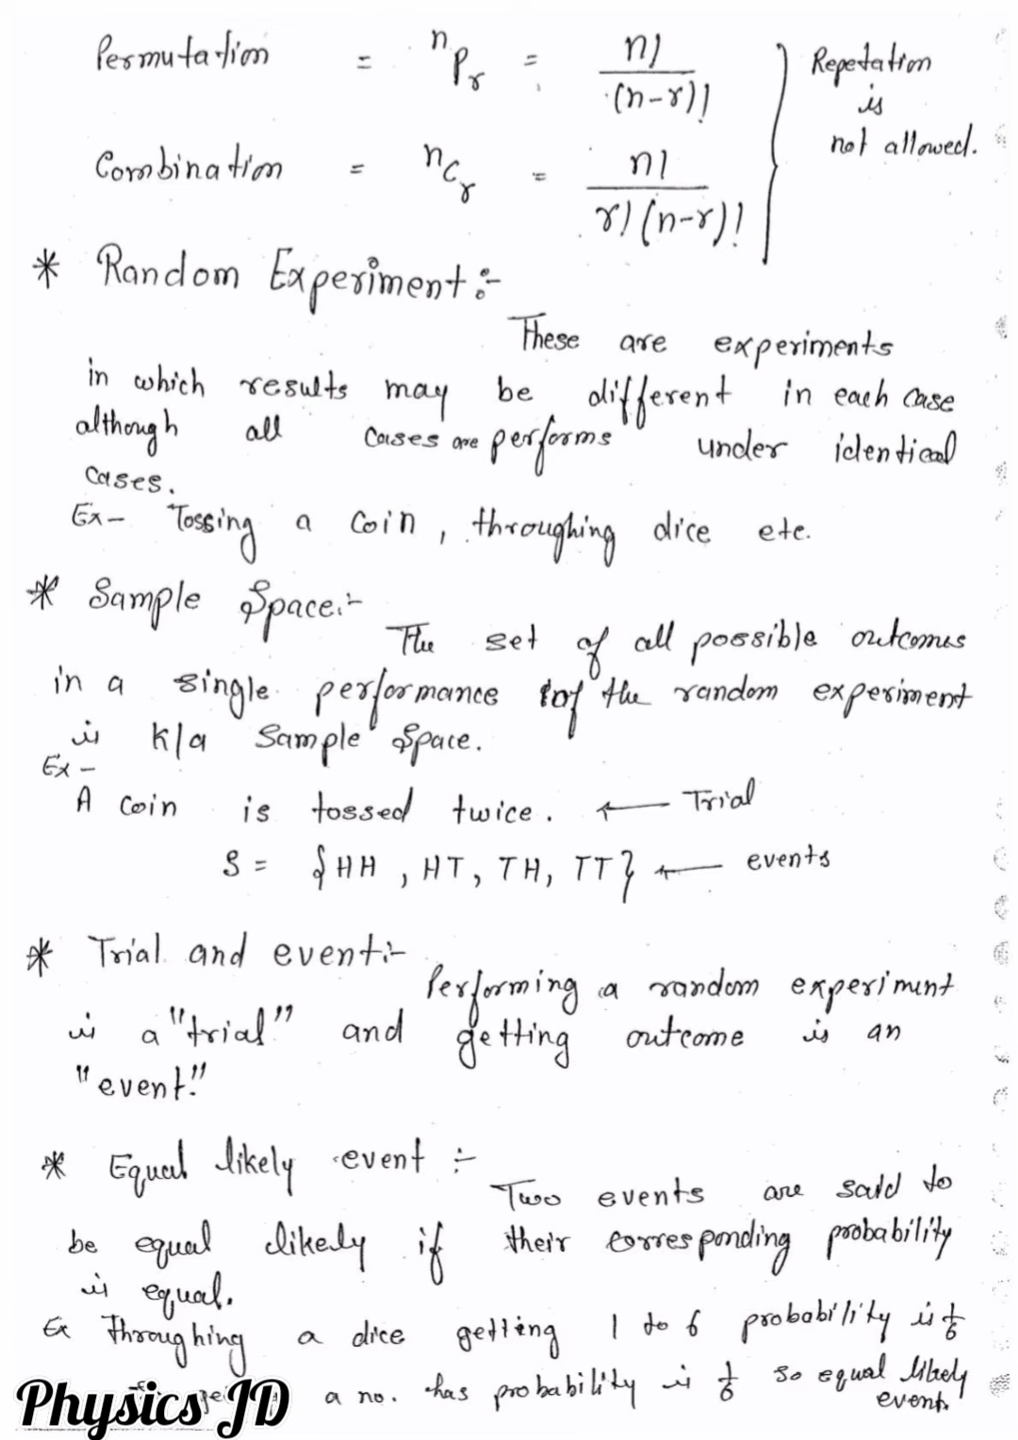 Permutation = nPr = n! / (n-r)! } Repetation
is
not allowed.
Combination = nCr = n! / r! (n-r)!
* Random Experiment :-
These are experiments
in which results may be different in each case
although all cases are performs under identical
cases.
Ex- Tossing a coin, throughing dice etc.
* Sample Space :-
The set of all possible outcomes
in a single performance of the random experiment
is k/a Sample Space.
Ex -
A coin is tossed twice. ← Trial
S = {HH, HT, TH, TT} ← events
* Trial and event :-
Performing a random experiment
is a "trial" and getting outcome is an
"event."
* Equal likely event :-
Two events are said to
be equal likely if their corresponding probability
is equal.
Ex Throughing a dice getting 1 to 6 probability is 1/6
a no. has probability is 1/6 so equal likely
event.
Physics JD